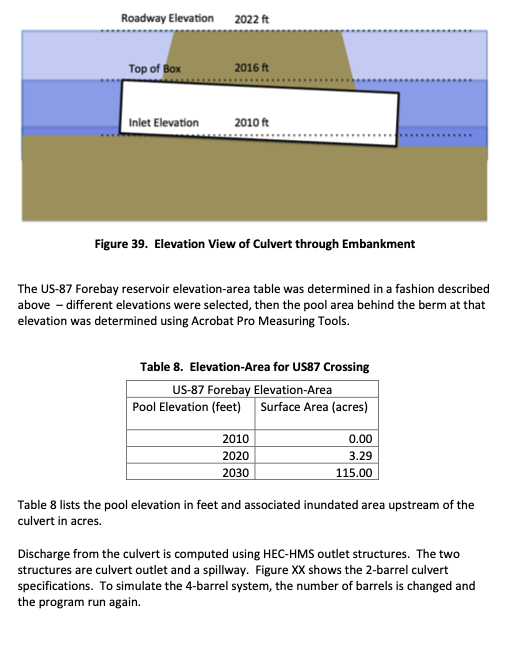 Roadway Elevation 2022 ft
Top of Box 2016 ft
Inlet Elevation 2010 ft
Figure 39. Elevation View of Culvert through Embankment
The US-87 Forebay reservoir elevation-area table was determined in a fashion described
above – different elevations were selected, then the pool area behind the berm at that
elevation was determined using Acrobat Pro Measuring Tools.
Table 8. Elevation-Area for US87 Crossing
US-87 Forebay Elevation-Area
Pool Elevation (feet) Surface Area (acres)
2010 0.00
2020 3.29
2030 115.00
Table 8 lists the pool elevation in feet and associated inundated area upstream of the
culvert in acres.
Discharge from the culvert is computed using HEC-HMS outlet structures. The two
structures are culvert outlet and a spillway. Figure XX shows the 2-barrel culvert
specifications. To simulate the 4-barrel system, the number of barrels is changed and
the program run again.